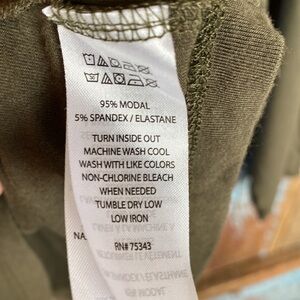 95% MODAL
5% SPANDEX / ELASTANE
TURN INSIDE OUT
MACHINE WASH COOL
WASH WITH LIKE COLORS
NON-CHLORINE BLEACH
WHEN NEEDED
TUMBLE DRY LOW
LOW IRON
RN# 75343